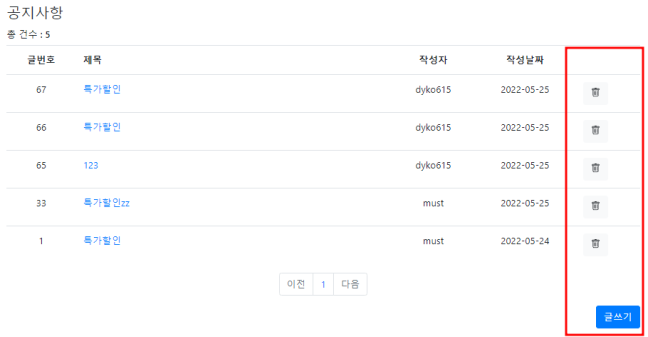 공지사항
총 건수 : 5
글번호 제목 작성자 작성날짜
67 특가할인 dyko615 2022-05-25
66 특가할인 dyko615 2022-05-25
65 123 dyko615 2022-05-25
33 특가할인zz must 2022-05-25
1 특가할인 must 2022-05-24
이전 1 다음
글쓰기